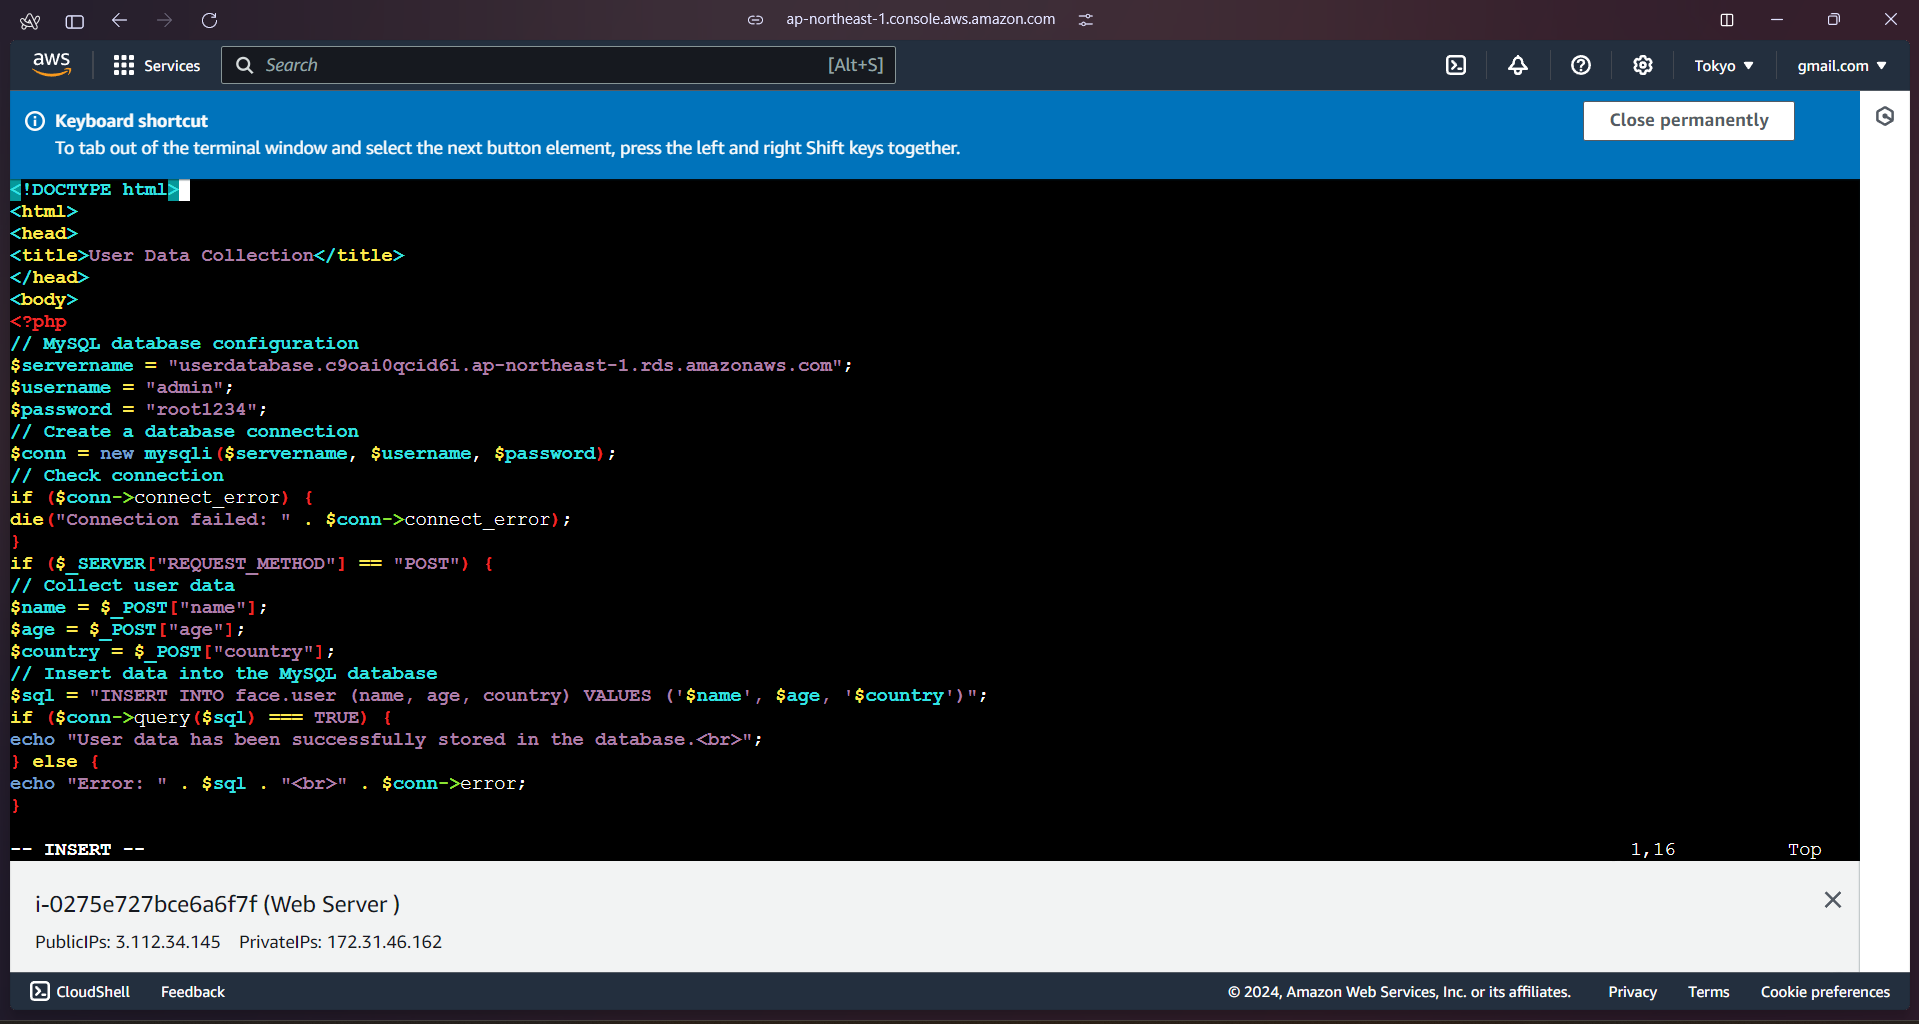 ap-northeast-1.console.aws.amazon.com
aws
Services
Search
[Alt+S]
Tokyo
gmail.com
Keyboard shortcut
Close permanently
To tab out of the terminal window and select the next button element, press the left and right Shift keys together.
<!DOCTYPE html>
<html>
<head>
<title>User Data Collection</title>
</head>
<body>
<?php
// MySQL database configuration
$servername = "userdatabase.c9oai0qcid6i.ap-northeast-1.rds.amazonaws.com";
$username = "admin";
$password = "root1234";
// Create a database connection
$conn = new mysqli($servername, $username, $password);
// Check connection
if ($conn->connect_error) {
die("Connection failed: " . $conn->connect_error);
}
if ($_SERVER["REQUEST_METHOD"] == "POST") {
// Collect user data
$name = $_POST["name"];
$age = $_POST["age"];
$country = $_POST["country"];
// Insert data into the MySQL database
$sql = "INSERT INTO face.user (name, age, country) VALUES ('$name', $age, '$country')";
if ($conn->query($sql) === TRUE) {
echo "User data has been successfully stored in the database.<br>";
} else {
echo "Error: " . $sql . "<br>" . $conn->error;
}
-- INSERT --
1,16
Top
i-0275e727bce6a6f7f (Web Server )
PublicIPs: 3.112.34.145 PrivateIPs: 172.31.46.162
CloudShell
Feedback
© 2024, Amazon Web Services, Inc. or its affiliates.
Privacy
Terms
Cookie preferences